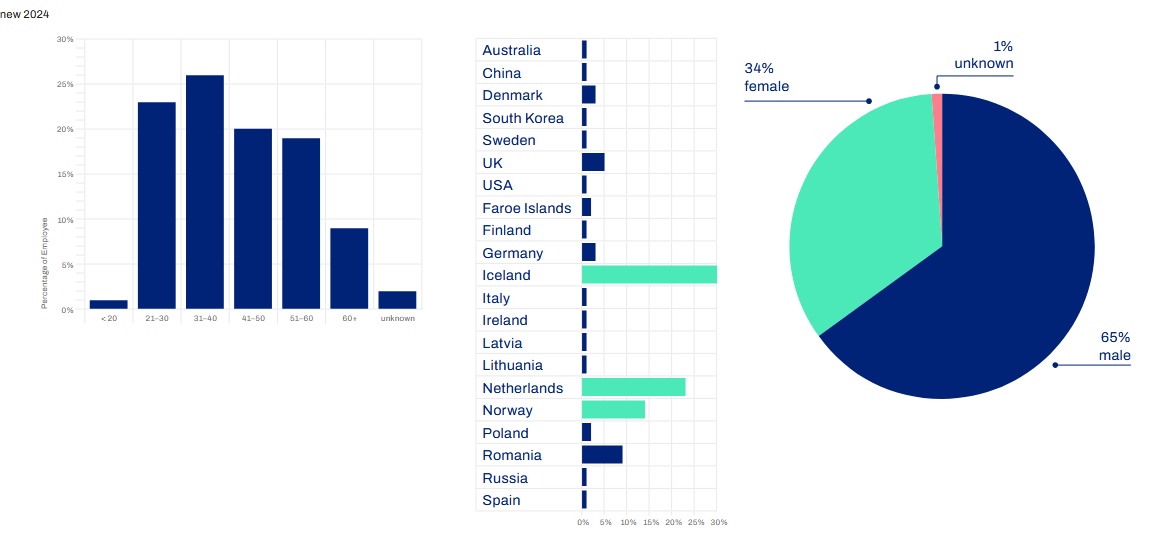 new 2024
30%
25%
20%
15%
10%
5%
0%
Percentage of Employee
< 20
21–30
31–40
41–50
51–60
60+
unknown
Australia
China
Denmark
South Korea
Sweden
UK
USA
Faroe Islands
Finland
Germany
Iceland
Italy
Ireland
Latvia
Lithuania
Netherlands
Norway
Poland
Romania
Russia
Spain
0% 5% 10% 15% 20% 25% 30%
34%
female
1%
unknown
65%
male